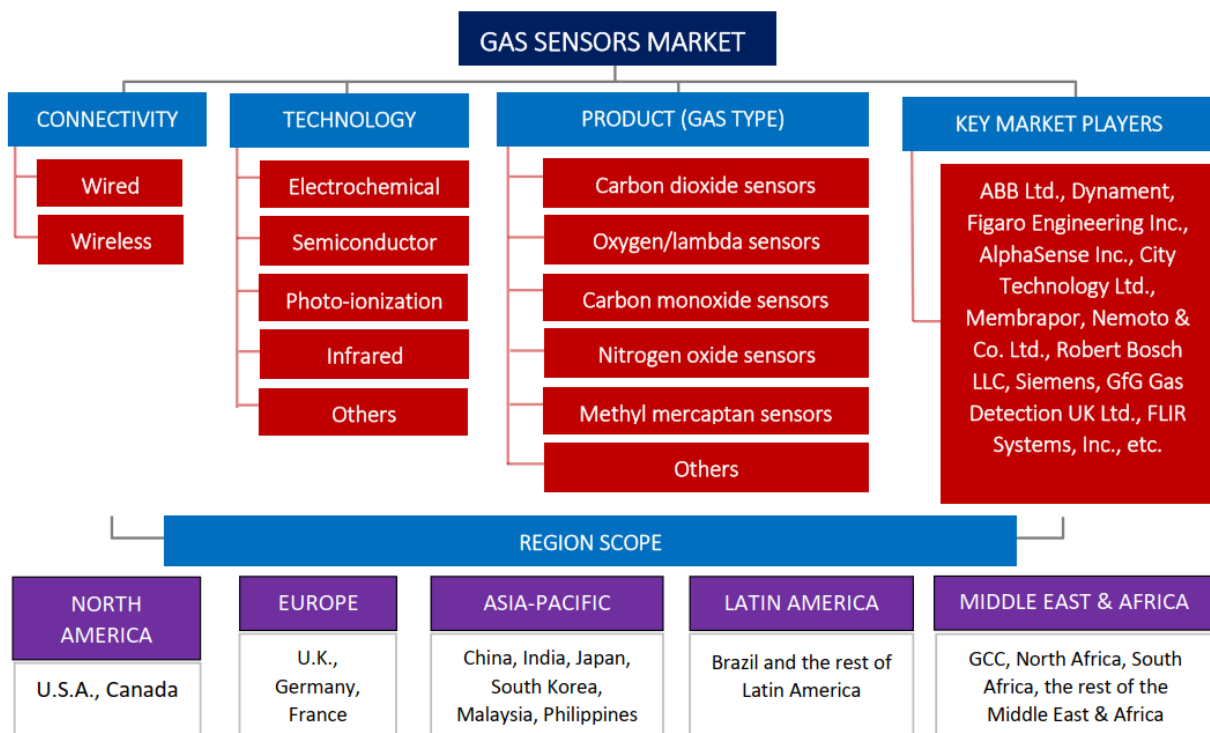 GAS SENSORS MARKET
CONNECTIVITY
Wired
Wireless
TECHNOLOGY
Electrochemical
Semiconductor
Photo-ionization
Infrared
Others
PRODUCT (GAS TYPE)
Carbon dioxide sensors
Oxygen/lambda sensors
Carbon monoxide sensors
Nitrogen oxide sensors
Methyl mercaptan sensors
Others
KEY MARKET PLAYERS
ABB Ltd., Dynament,
Figaro Engineering Inc.,
AlphaSense Inc., City
Technology Ltd.,
Membrapor, Nemoto &
Co. Ltd., Robert Bosch
LLC, Siemens, GfG Gas
Detection UK Ltd., FLIR
Systems, Inc., etc.
REGION SCOPE
NORTH
AMERICA
U.S.A., Canada
EUROPE
U.K.,
Germany,
France
ASIA-PACIFIC
China, India, Japan,
South Korea,
Malaysia, Philippines
LATIN AMERICA
Brazil and the rest of
Latin America
MIDDLE EAST & AFRICA
GCC, North Africa, South
Africa, the rest of the
Middle East & Africa